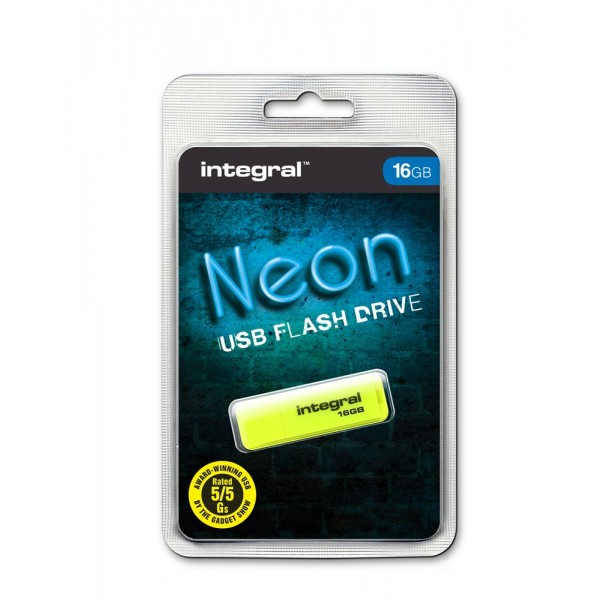 integral™
16GB
Neon
USB FLASH DRIVE
integral
16GB
AWARD-WINNING USB
Rated
5/5
Gs
BY THE GADGET SHOW